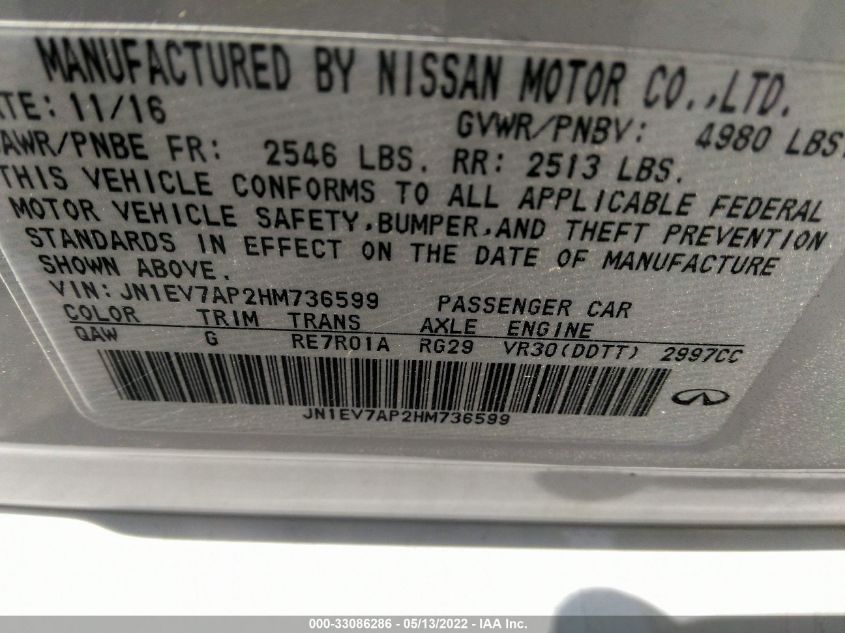 MANUFACTURED BY NISSAN MOTOR CO.,LTD.
ATE: 11/16 GVWR/PNBV: 4980 LBS.
AWR/PNBE FR: 2546 LBS. RR: 2513 LBS.
THIS VEHICLE CONFORMS TO ALL APPLICABLE FEDERAL
MOTOR VEHICLE SAFETY,BUMPER,AND THEFT PREVENTION
STANDARDS IN EFFECT ON THE DATE OF MANUFACTURE
SHOWN ABOVE.
VIN: JN1EV7AP2HM736599 PASSENGER CAR
COLOR TRIM TRANS AXLE ENGINE
QAW G RE7R01A RG29 VR30(DDTT) 2997CC
JN1EV7AP2HM736599
000-33086286 - 05/13/2022 - IAA Inc.